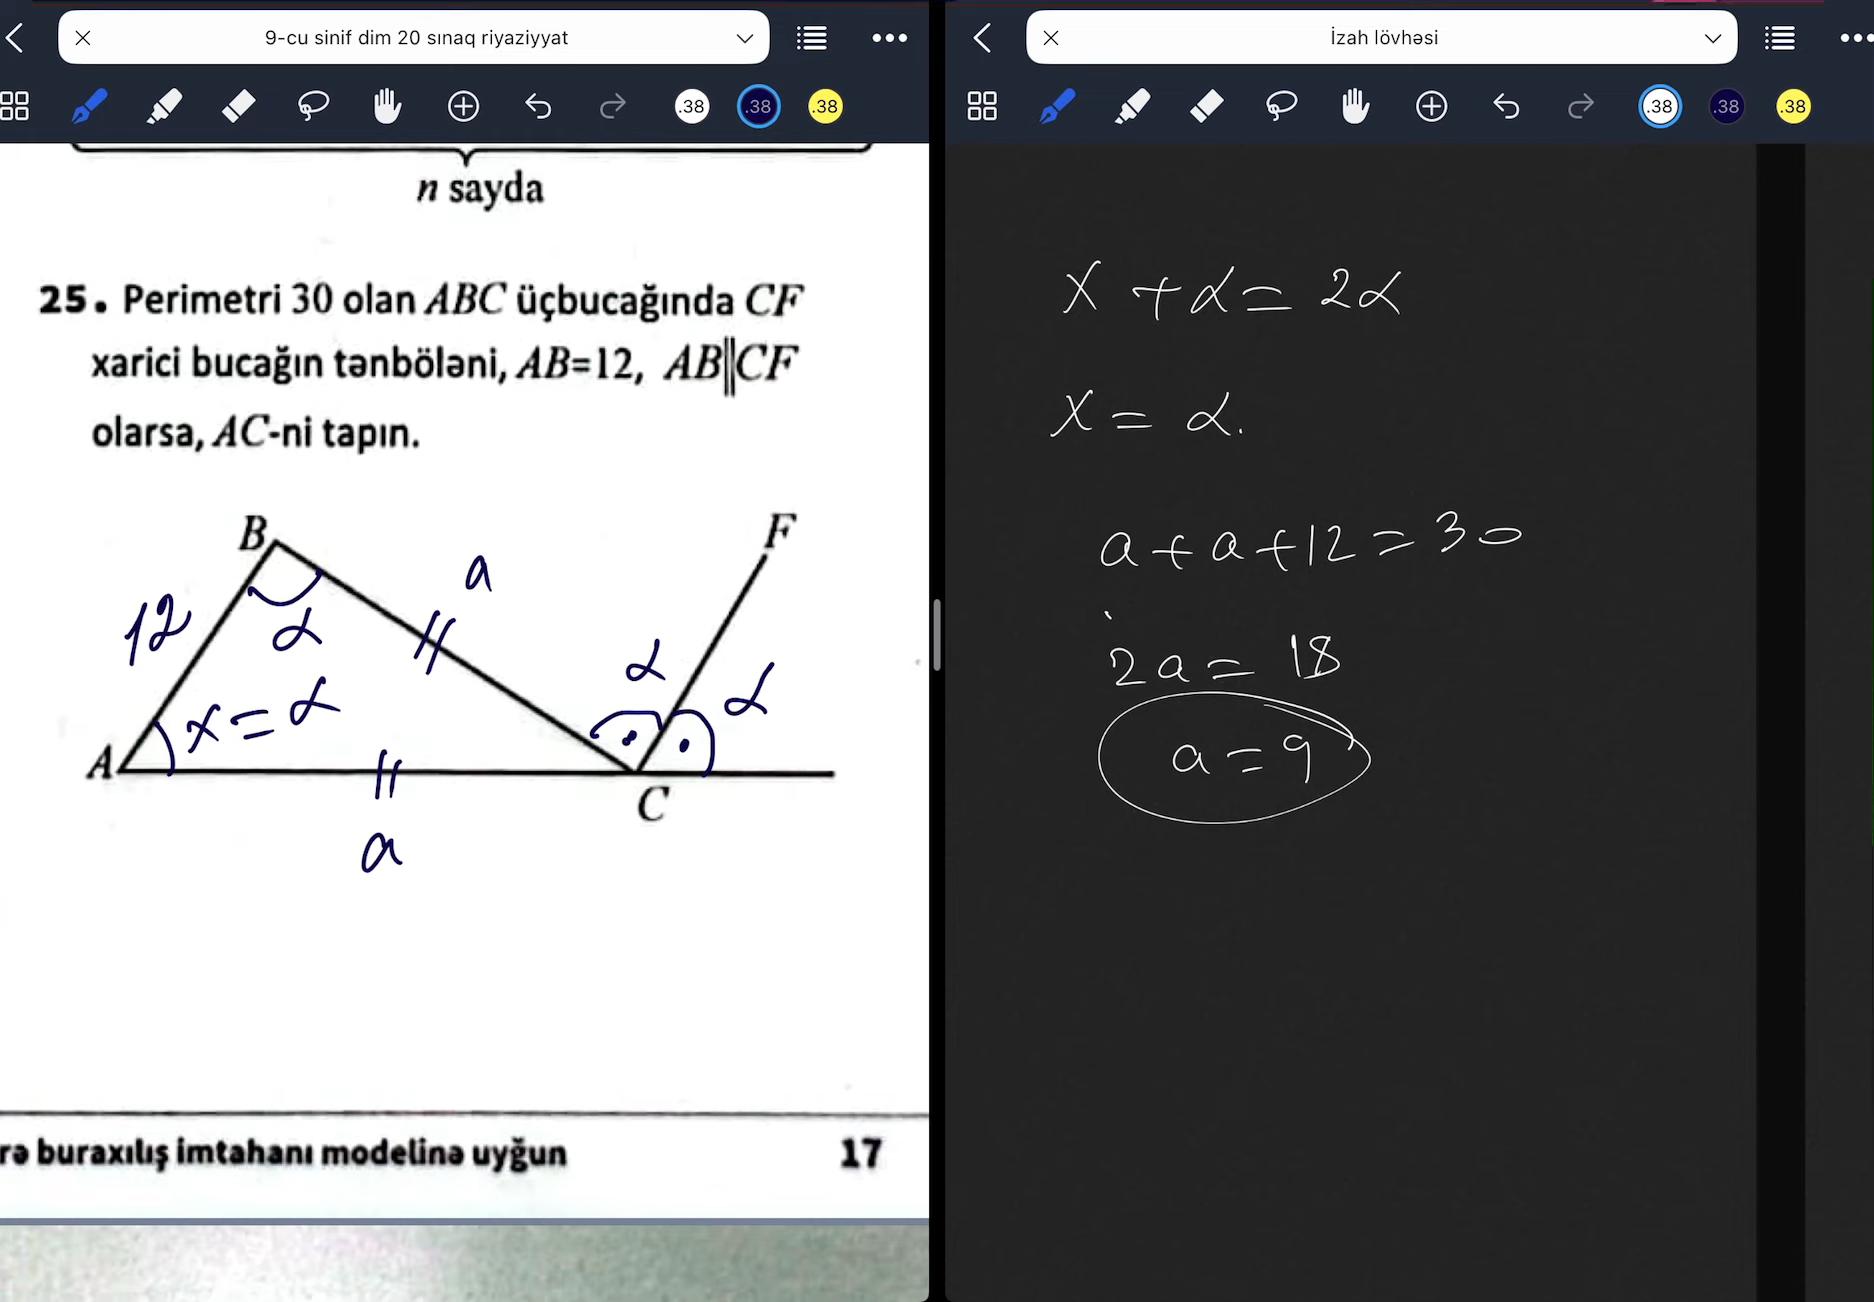 9-cu sinif dim 20 sınaq riyaziyyat
.38 .38 .38
n sayda
25. Perimetri 30 olan ABC üçbucağında CF
xarici bucağın tənböləni, AB=12, AB||CF
olarsa, AC-ni tapın.
B
F
a
12
α
α
α
x = α
A
C
a
rə buraxılış imtahanı modelinə uyğun
17
İzah lövhəsi
.38 .38 .38
x + α = 2α
x = α.
a + a + 12 = 30
2a = 18
a = 9